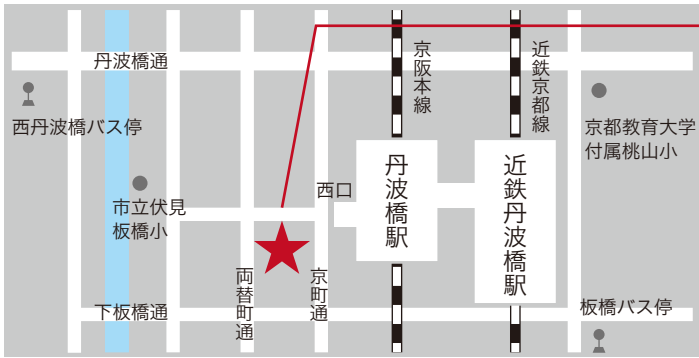 丹波橋通
西丹波橋バス停
京阪本線
近鉄京都線
京都教育大学
付属桃山小
市立伏見
板橋小
西口
丹波橋駅
近鉄丹波橋駅
両替町通
京町通
下板橋通
板橋バス停